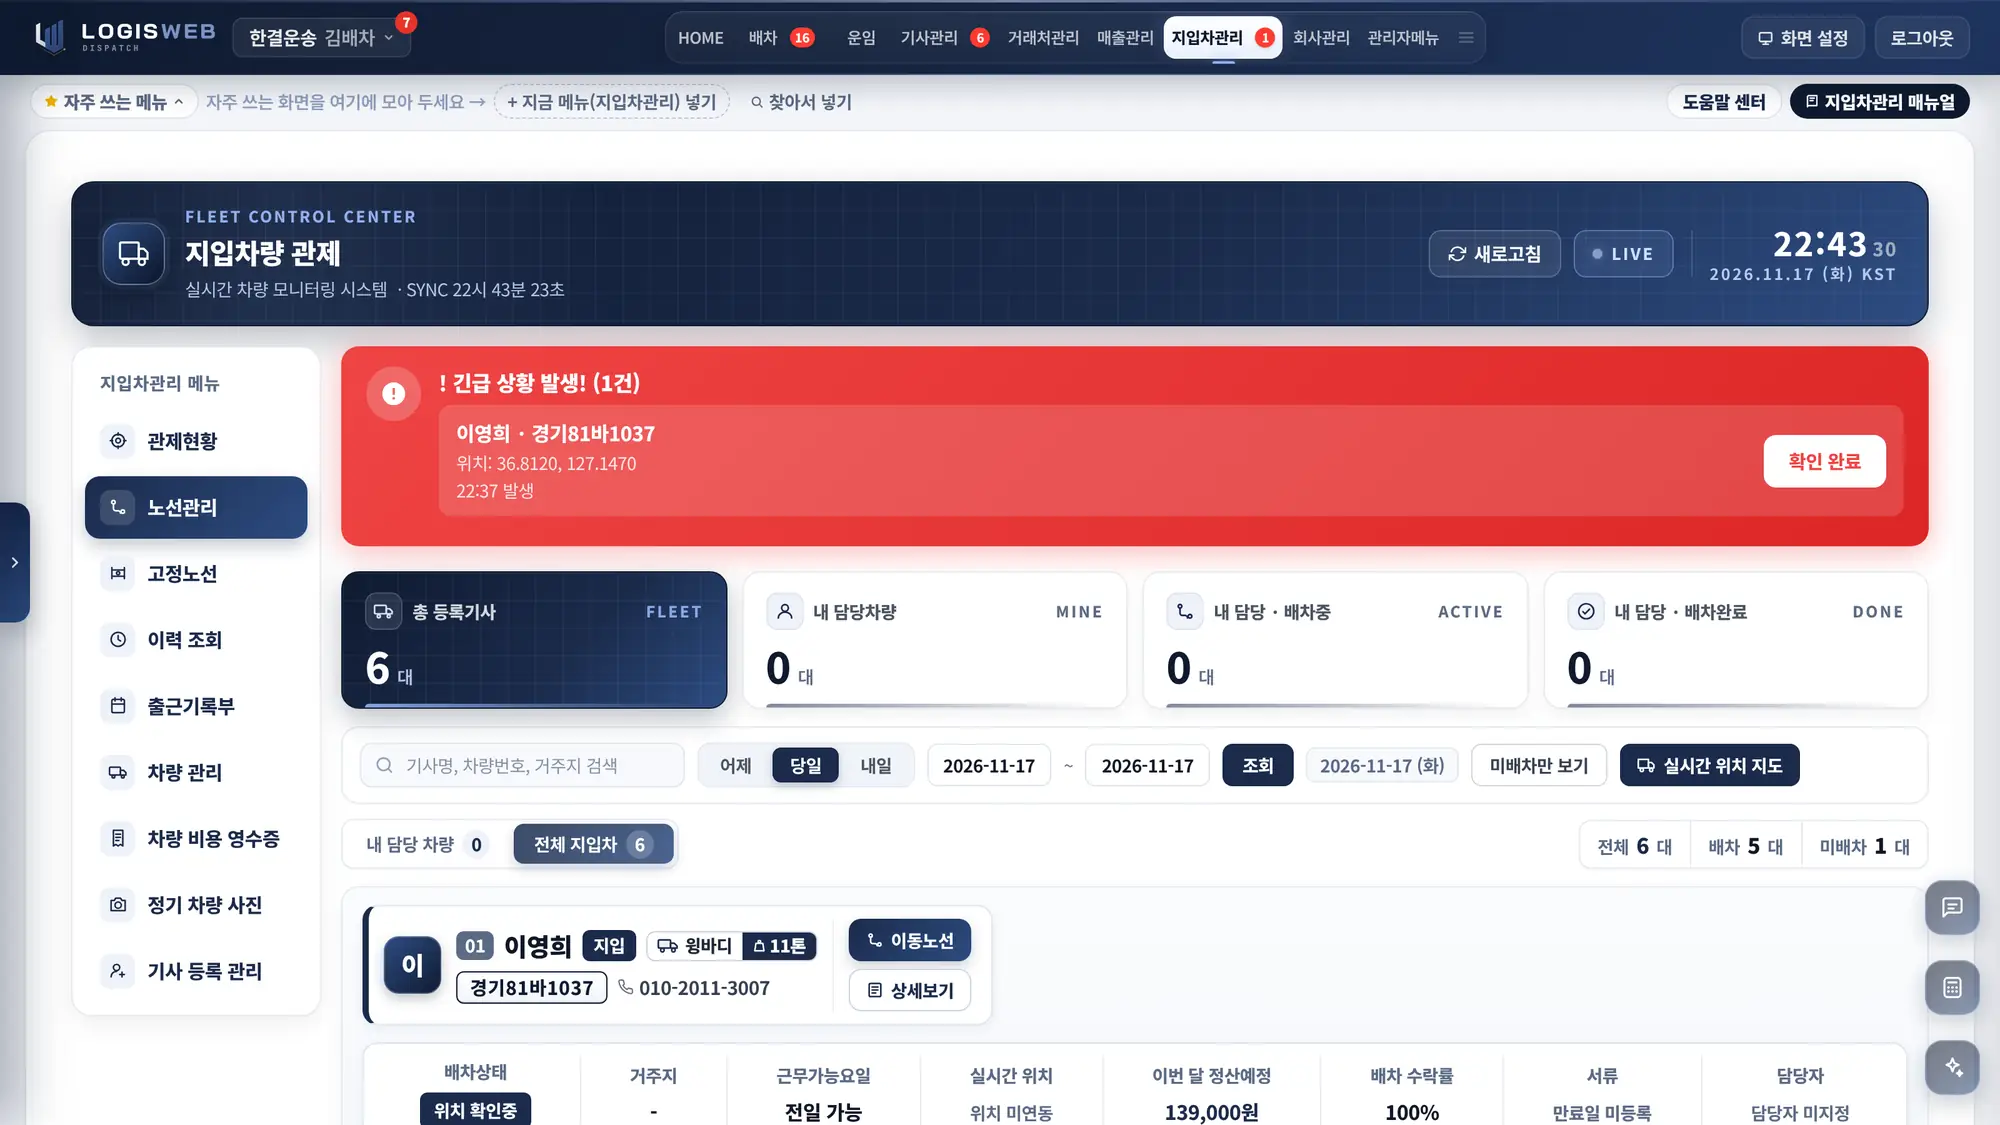 LOGISWEB
DISPATCH
한결운송 김배차 7
HOME 배차 16 운임 기사관리 6 거래처관리 매출관리 지입차관리 1 회사관리 관리자메뉴
화면 설정 로그아웃
자주 쓰는 메뉴 자주 쓰는 화면을 여기에 모아 두세요 → + 지금 메뉴(지입차관리) 넣기 찾아서 넣기
도움말 센터 지입차관리 매뉴얼
FLEET CONTROL CENTER
지입차량 관제
실시간 차량 모니터링 시스템 · SYNC 22시 43분 23초
새로고침 LIVE
22:43 30
2026.11.17 (화) KST
지입차관리 메뉴
관제현황
노선관리
고정노선
이력 조회
출근기록부
차량 관리
차량 비용 영수증
정기 차량 사진
기사 등록 관리
! 긴급 상황 발생! (1건)
이영희 · 경기81바1037
위치: 36.8120, 127.1470
22:37 발생
확인 완료
총 등록기사 FLEET
6 대
내 담당차량 MINE
0 대
내 담당 · 배차중 ACTIVE
0 대
내 담당 · 배차완료 DONE
0 대
기사명, 차량번호, 거주지 검색 어제 당일 내일 2026-11-17 ~ 2026-11-17 조회 2026-11-17 (화) 미배차만 보기 실시간 위치 지도
내 담당 차량 0 전체 지입차 6
전체 6 대 배차 5 대 미배차 1 대
이
01 이영희 지입 윙바디 11톤
경기81바1037 010-2011-3007
이동노선
상세보기
배차상태 거주지 근무가능요일 실시간 위치 이번 달 정산예정 배차 수락률 서류 담당자
위치 확인중 - 전일 가능 위치 미연동 139,000원 100% 만료일 미등록 담당자 미지정